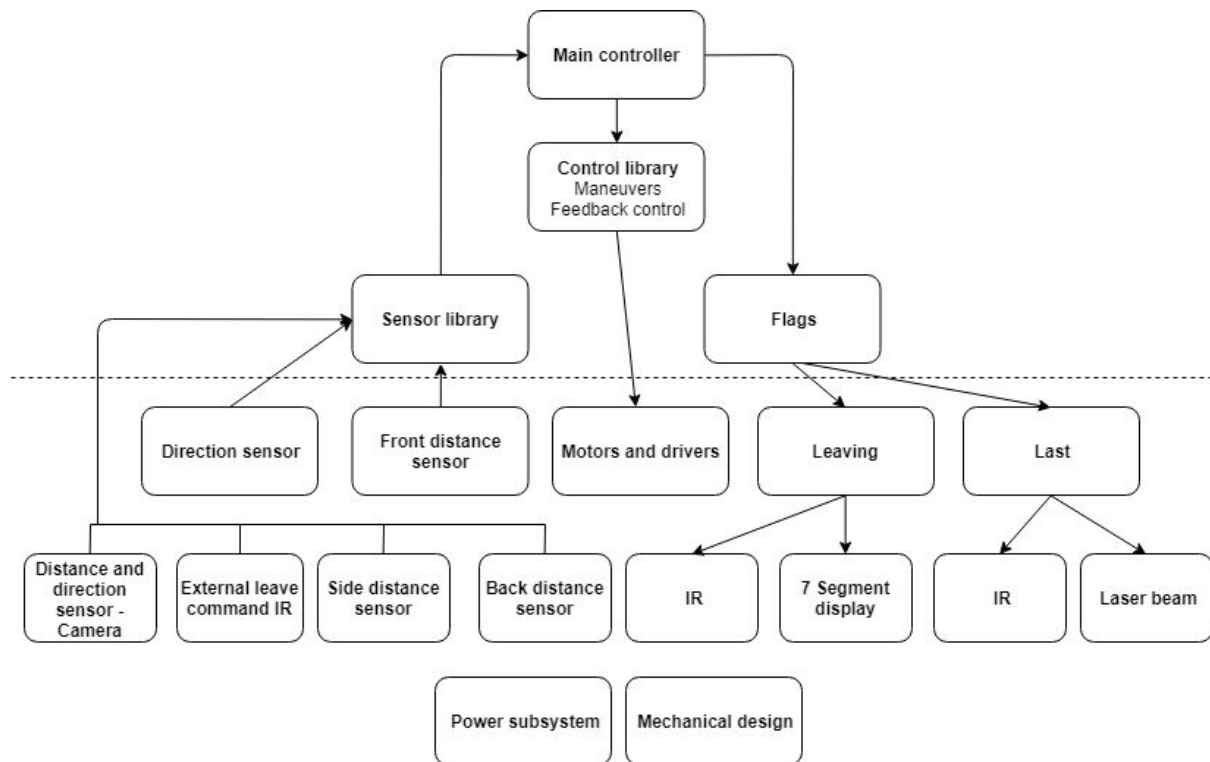 Main controller
Control library
Maneuvers
Feedback control
Sensor library
Flags
Direction sensor
Front distance
sensor
Motors and drivers
Leaving
Last
Distance and
direction
sensor -
Camera
External leave
command IR
Side distance
sensor
Back distance
sensor
IR
7 Segment
display
IR
Laser beam
Power subsystem
Mechanical design